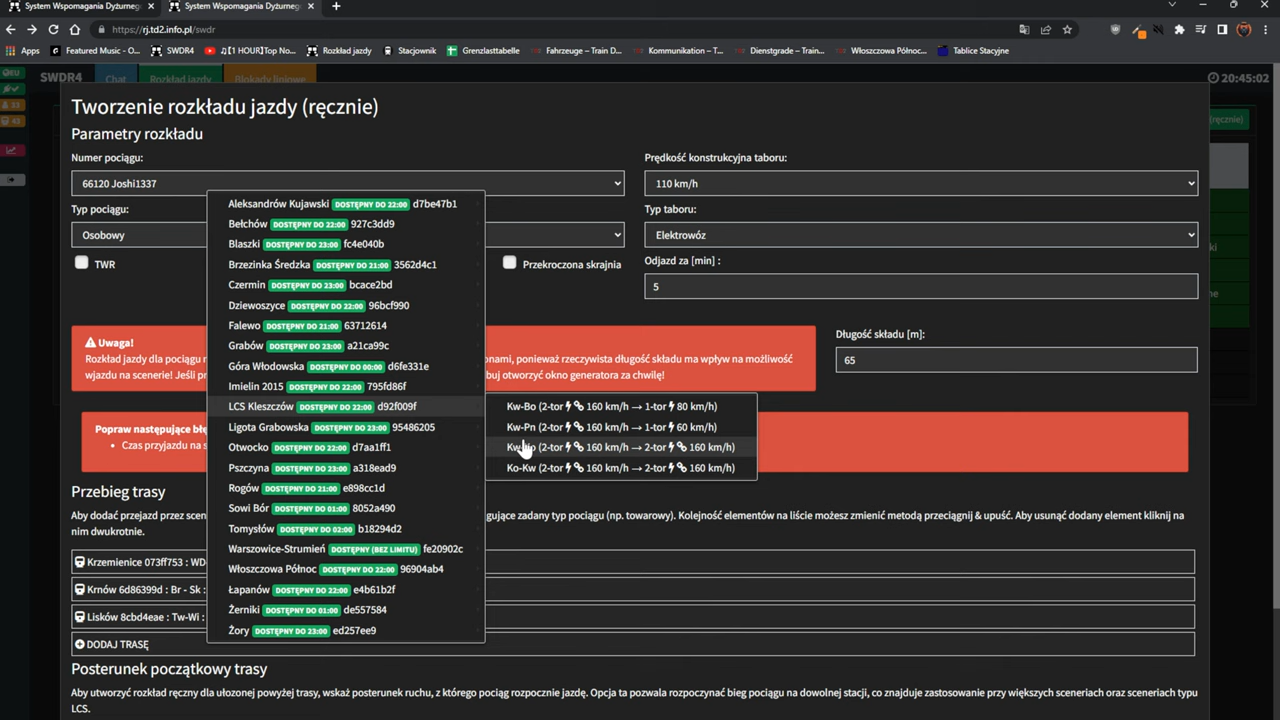 System Wspomagania Dyżurnego
System Wspomagania Dyżurnego
https://rj.td2.info.pl/swdr
Apps
Featured Music - O...
SWDR4
[1 HOUR]Top No...
Rozkład jazdy
Stacjownik
Grenzlasttabelle
Fahrzeuge – Train D...
Kommunikation – T...
Dienstgrade – Train...
Włoszczowa Północ...
Tablice Stacyjne
RU
33
63
SWDR4
Chat
Rozkład jazdy
Blokady liniowe
20:45:02
(ręcznie)
Tworzenie rozkładu jazdy (ręcznie)
Parametry rozkładu
Numer pociągu:
66120 Joshi1337
Prędkość konstrukcyjna taboru:
110 km/h
Typ pociągu:
Osobowy
Typ taboru:
Elektrowóz
TWR
Przekroczona skrajnia
Odjazd za [min] :
5
Uwaga!
Rozkład jazdy dla pociągu
onami, ponieważ rzeczywista długość składu ma wpływ na możliwość
wjazdu na scenerie! Jeśli
buj otworzyć okno generatora za chwilę!
Długość składu [m]:
65
Popraw następujące
Czas przyjazdu na
Aleksandrów Kujawski DOSTĘPNY DO 22:00 d7be47b1
Bełchów DOSTĘPNY DO 22:00 927c3dd9
Blaszki DOSTĘPNY DO 23:00 fc4e040b
Brzezinka Średzka DOSTĘPNY DO 21:00 3562d4c1
Czermin DOSTĘPNY DO 23:00 bcace2bd
Dziewoszyce DOSTĘPNY DO 22:00 96bcf990
Falewo DOSTĘPNY DO 21:00 63712614
Grabów DOSTĘPNY DO 23:00 a21ca99c
Góra Włodowska DOSTĘPNY DO 00:00 d6fe331e
Imielin 2015 DOSTĘPNY DO 22:00 795fd86f
LCS Kleszczów DOSTĘPNY DO 22:00 d92f009f
Ligota Grabowska DOSTĘPNY DO 23:00 95486205
Otwocko DOSTĘPNY DO 22:00 d7aa1ff1
Pszczyna DOSTĘPNY DO 23:00 a318ead9
Rogów DOSTĘPNY DO 21:00 e898cc1d
Sowi Bór DOSTĘPNY DO 01:00 8052a490
Tomysłów DOSTĘPNY DO 02:00 b18294d2
Warszowice-Strumień DOSTĘPNY (BEZ LIMITU) fe20902c
Włoszczowa Północ DOSTĘPNY DO 22:00 96904ab4
Łapanów DOSTĘPNY DO 22:00 e4b61b2f
Żerniki DOSTĘPNY DO 01:00 de557584
Żory DOSTĘPNY DO 23:00 ed257ee9
Kw-Bo (2-tor 160 km/h → 1-tor 80 km/h)
Kw-Pn (2-tor 160 km/h → 1-tor 60 km/h)
(2-tor 160 km/h → 2-tor 160 km/h)
Ko-Kw (2-tor 160 km/h → 2-tor 160 km/h)
Przebieg trasy
Aby dodać przejazd przez
gujące zadany typ pociągu (np. towarowy). Kolejność elementów na liście możesz zmienić metodą przeciągnij & upuść. Aby usunąć dodany element kliknij na
nim dwukrotnie.
Krzemienice 073ff753 : WD
Krnów 6d86399d : Br - Sk :
Lisków 8cbd4eae : Tw-Wi :
DODAJ TRASĘ
Posterunek początkowy trasy
Aby utworzyć rozkład ręczny dla ułozonej powyżej trasy, wskaż posterunek ruchu, z którego pociąg rozpocznie jazdę. Opcja ta pozwala rozpoczynać bieg pociągu na dowolnej stacji, co znajduje zastosowanie przy większych sceneriach oraz sceneriach typu
LCS.